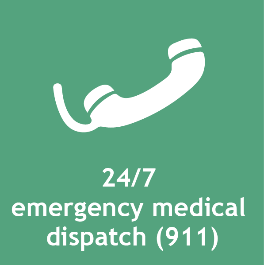 24/7
emergency medical
dispatch (911)